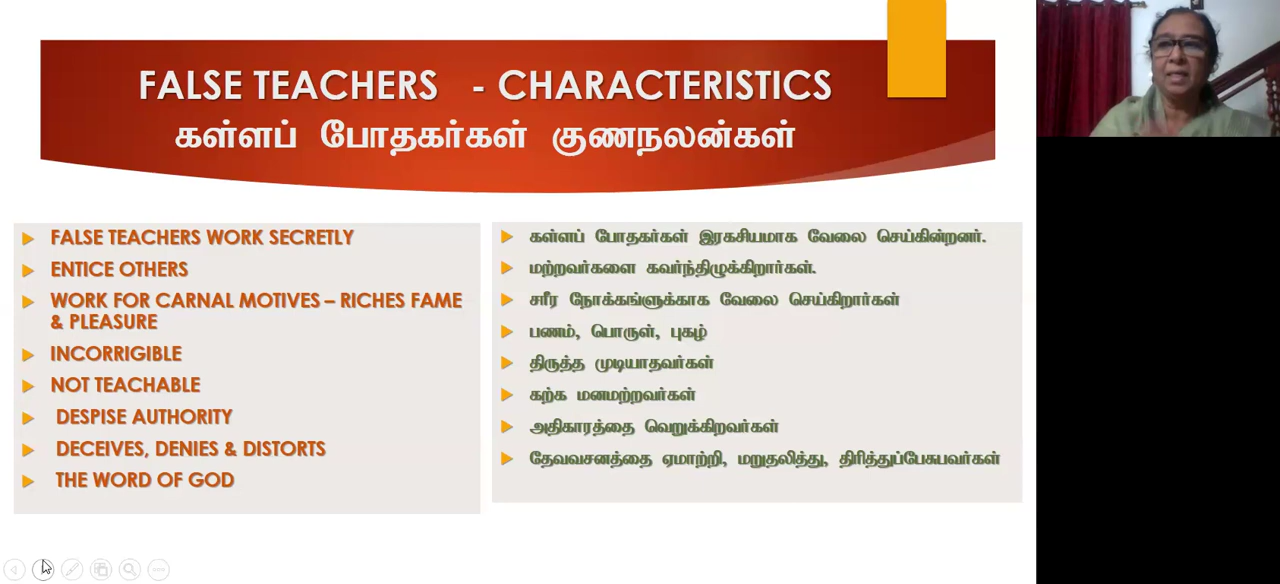 FALSE TEACHERS - CHARACTERISTICS
கள்ளப் போதகர்கள் குணநலன்கள்
FALSE TEACHERS WORK SECRETLY
ENTICE OTHERS
WORK FOR CARNAL MOTIVES – RICHES FAME
& PLEASURE
INCORRIGIBLE
NOT TEACHABLE
DESPISE AUTHORITY
DECEIVES, DENIES & DISTORTS
THE WORD OF GOD
கள்ளப் போதகர்கள் இரகசியமாக வேலை செய்கின்றனர்.
மற்றவர்களை கவர்ந்திழுக்கிறார்கள்.
சரீர நோக்கங்ளுக்காக வேலை செய்கிறார்கள்
பணம், பொருள், புகழ்
திருத்த முடியாதவர்கள்
கற்க மனமற்றவர்கள்
அதிகாரத்தை வெறுக்கிறவர்கள்
தேவவசனத்தை ஏமாற்றி, மறுதலித்து, திரித்துப்பேசுபவர்கள்